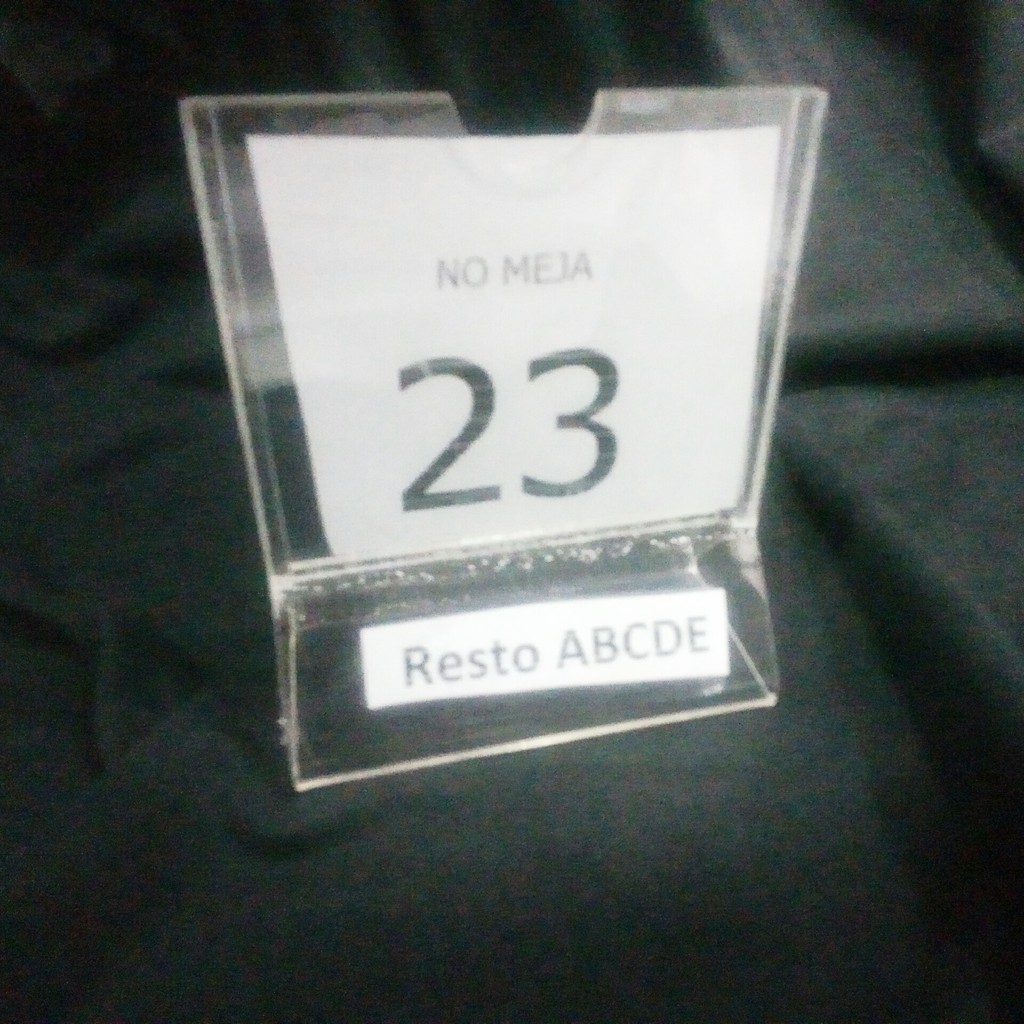 NO MEJA
23
Resto ABCDE